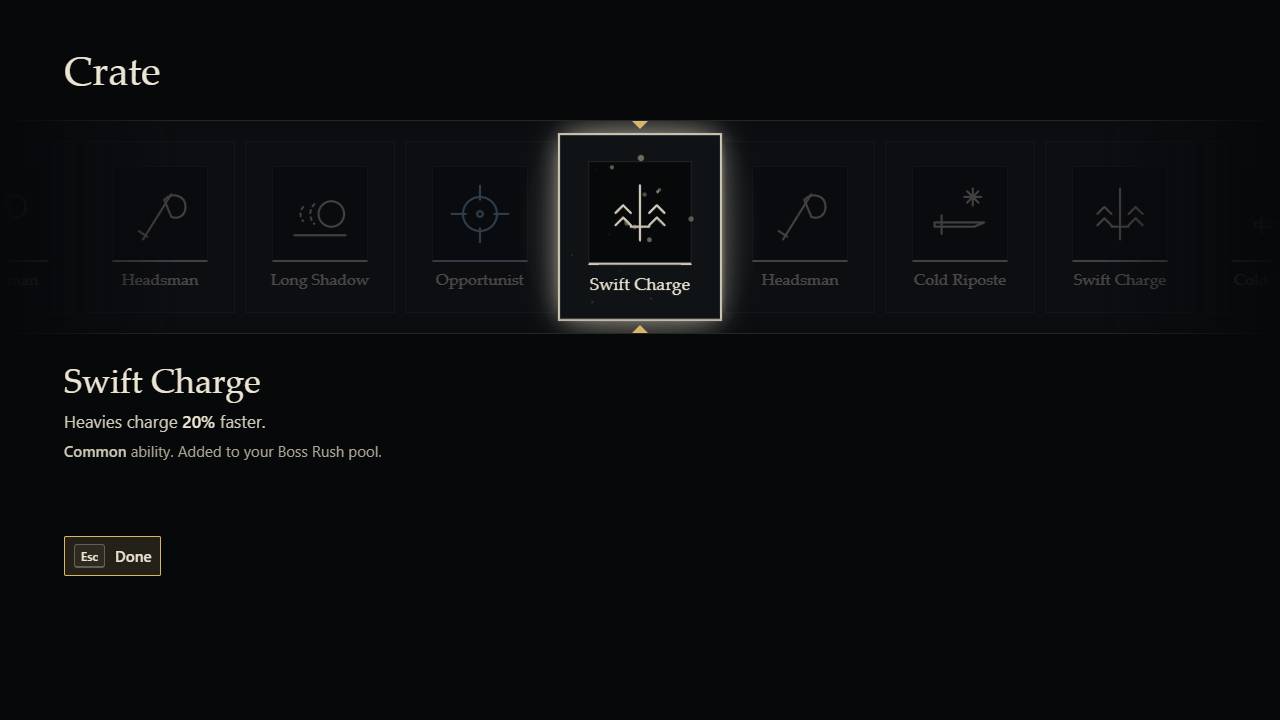 Crate
Headsman
Long Shadow
Opportunist
Swift Charge
Headsman
Cold Riposte
Swift Charge
Cold
Swift Charge
Heavies charge 20% faster.
Common ability. Added to your Boss Rush pool.
Esc Done